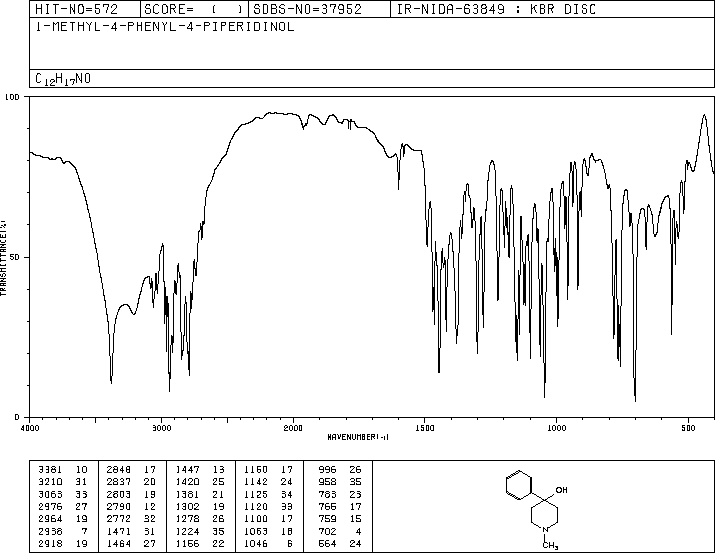 HIT-NO=572 SCORE= ( ) SDBS-NO=37952 IR-NIDA-63849 : KBR DISC
1-METHYL-4-PHENYL-4-PIPERIDINOL
C12H17NO
100
TRANSMITTANCE(%)
50
0
4000 3000 2000 1500 1000 500
WAVENUMBER(-1)
3381 10 2848 17 1447 13 1160 17 996 26
3210 31 2837 20 1420 25 1142 24 958 35
3063 33 2803 19 1381 21 1125 34 783 23
2976 27 2790 12 1302 19 1120 33 766 17
2964 19 2772 32 1278 26 1100 17 759 15
2938 7 1471 31 1224 35 1063 18 702 4
2918 19 1464 27 1156 22 1046 6 564 24
OH
N
CH3